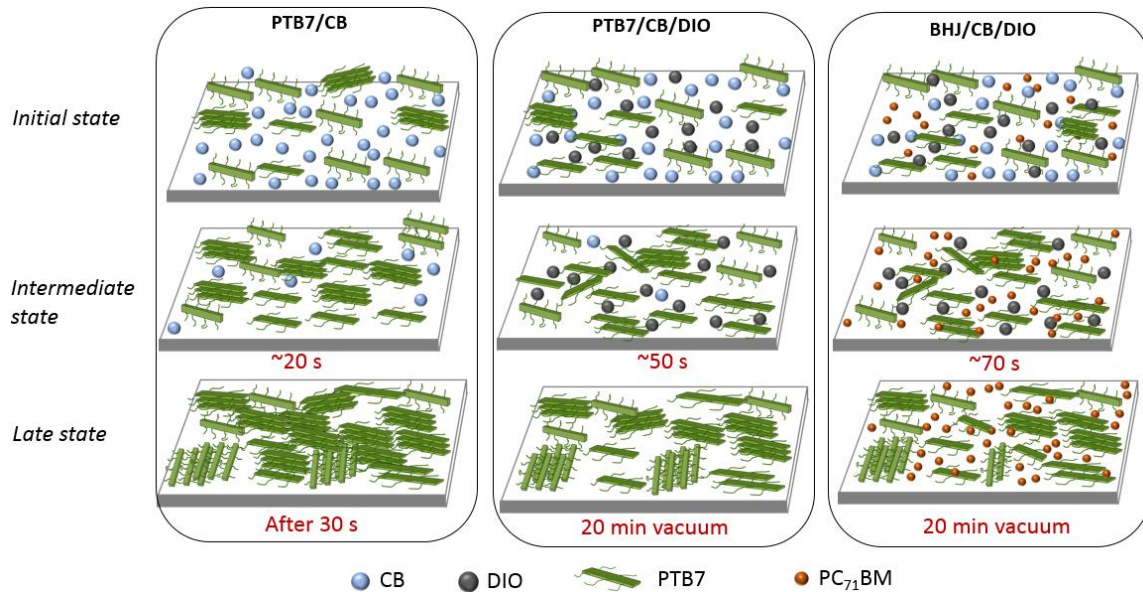 PTB7/CB
PTB7/CB/DIO
BHJ/CB/DIO
Initial state
Intermediate
state
~20 s
~50 s
~70 s
Late state
After 30 s
20 min vacuum
20 min vacuum
CB
DIO
PTB7
PC₇₁BM